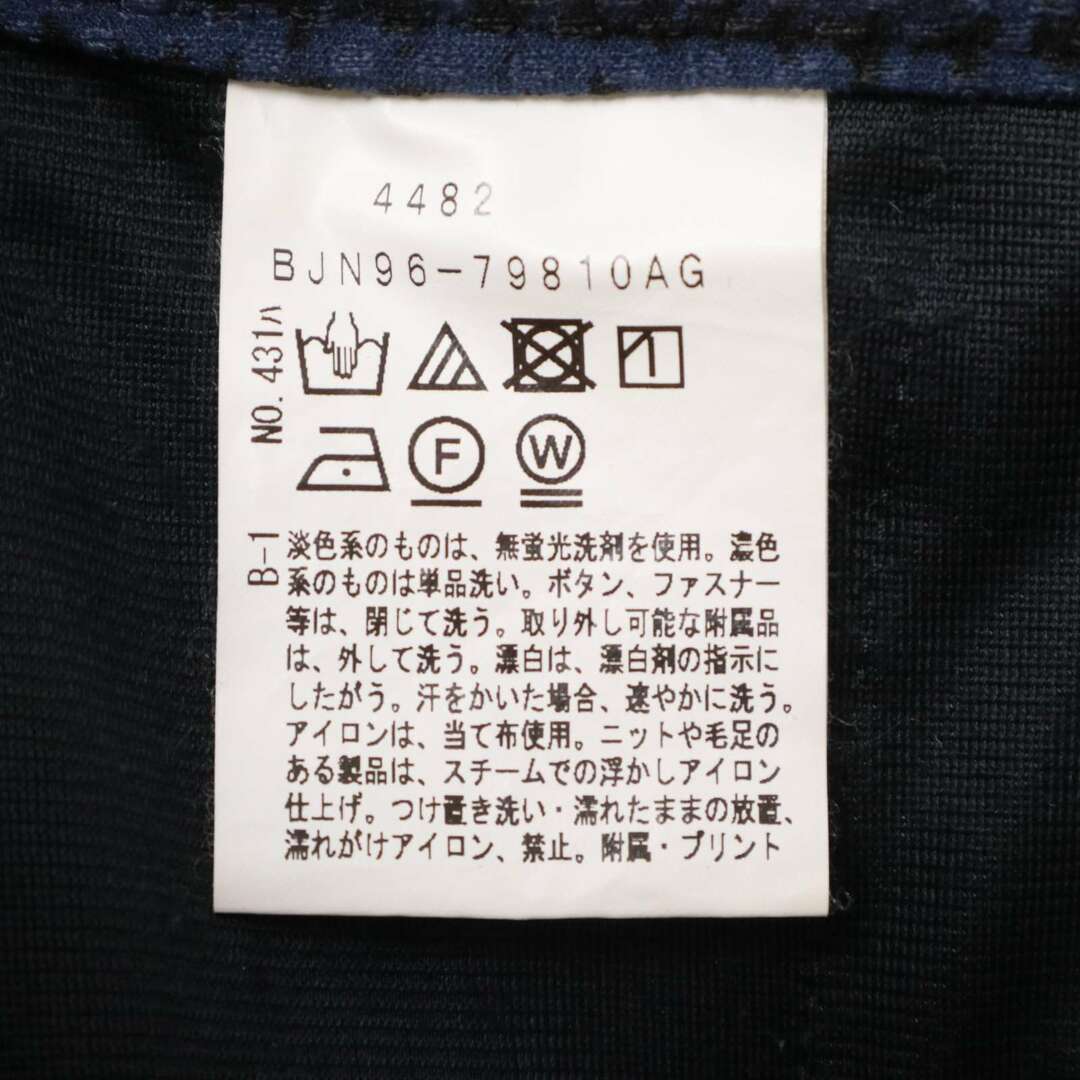 4482
BJN96-79810AG
NO. 431ハ
F
W
B-1
淡色系のものは、無蛍光洗剤を使用。濃色
系のものは単品洗い。ボタン、ファスナー
等は、閉じて洗う。取り外し可能な附属品
は、外して洗う。漂白は、漂白剤の指示に
したがう。汗をかいた場合、速やかに洗う。
アイロンは、当て布使用。ニットや毛足の
ある製品は、スチームでの浮かしアイロン
仕上げ。つけ置き洗い・濡れたままの放置、
濡れがけアイロン、禁止。附属・プリント